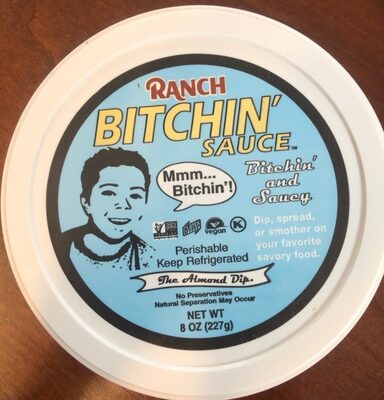 RANCH
BITCHIN'
SAUCE™
Mmm...
Bitchin'!
Bitchin'
and
Saucy
vegan
K
Dip, spread,
or smother on
your favorite
savory food.
Perishable
Keep Refrigerated
The Almond Dip.
No Preservatives
Natural Separation May Occur
NET WT
8 OZ (227g)